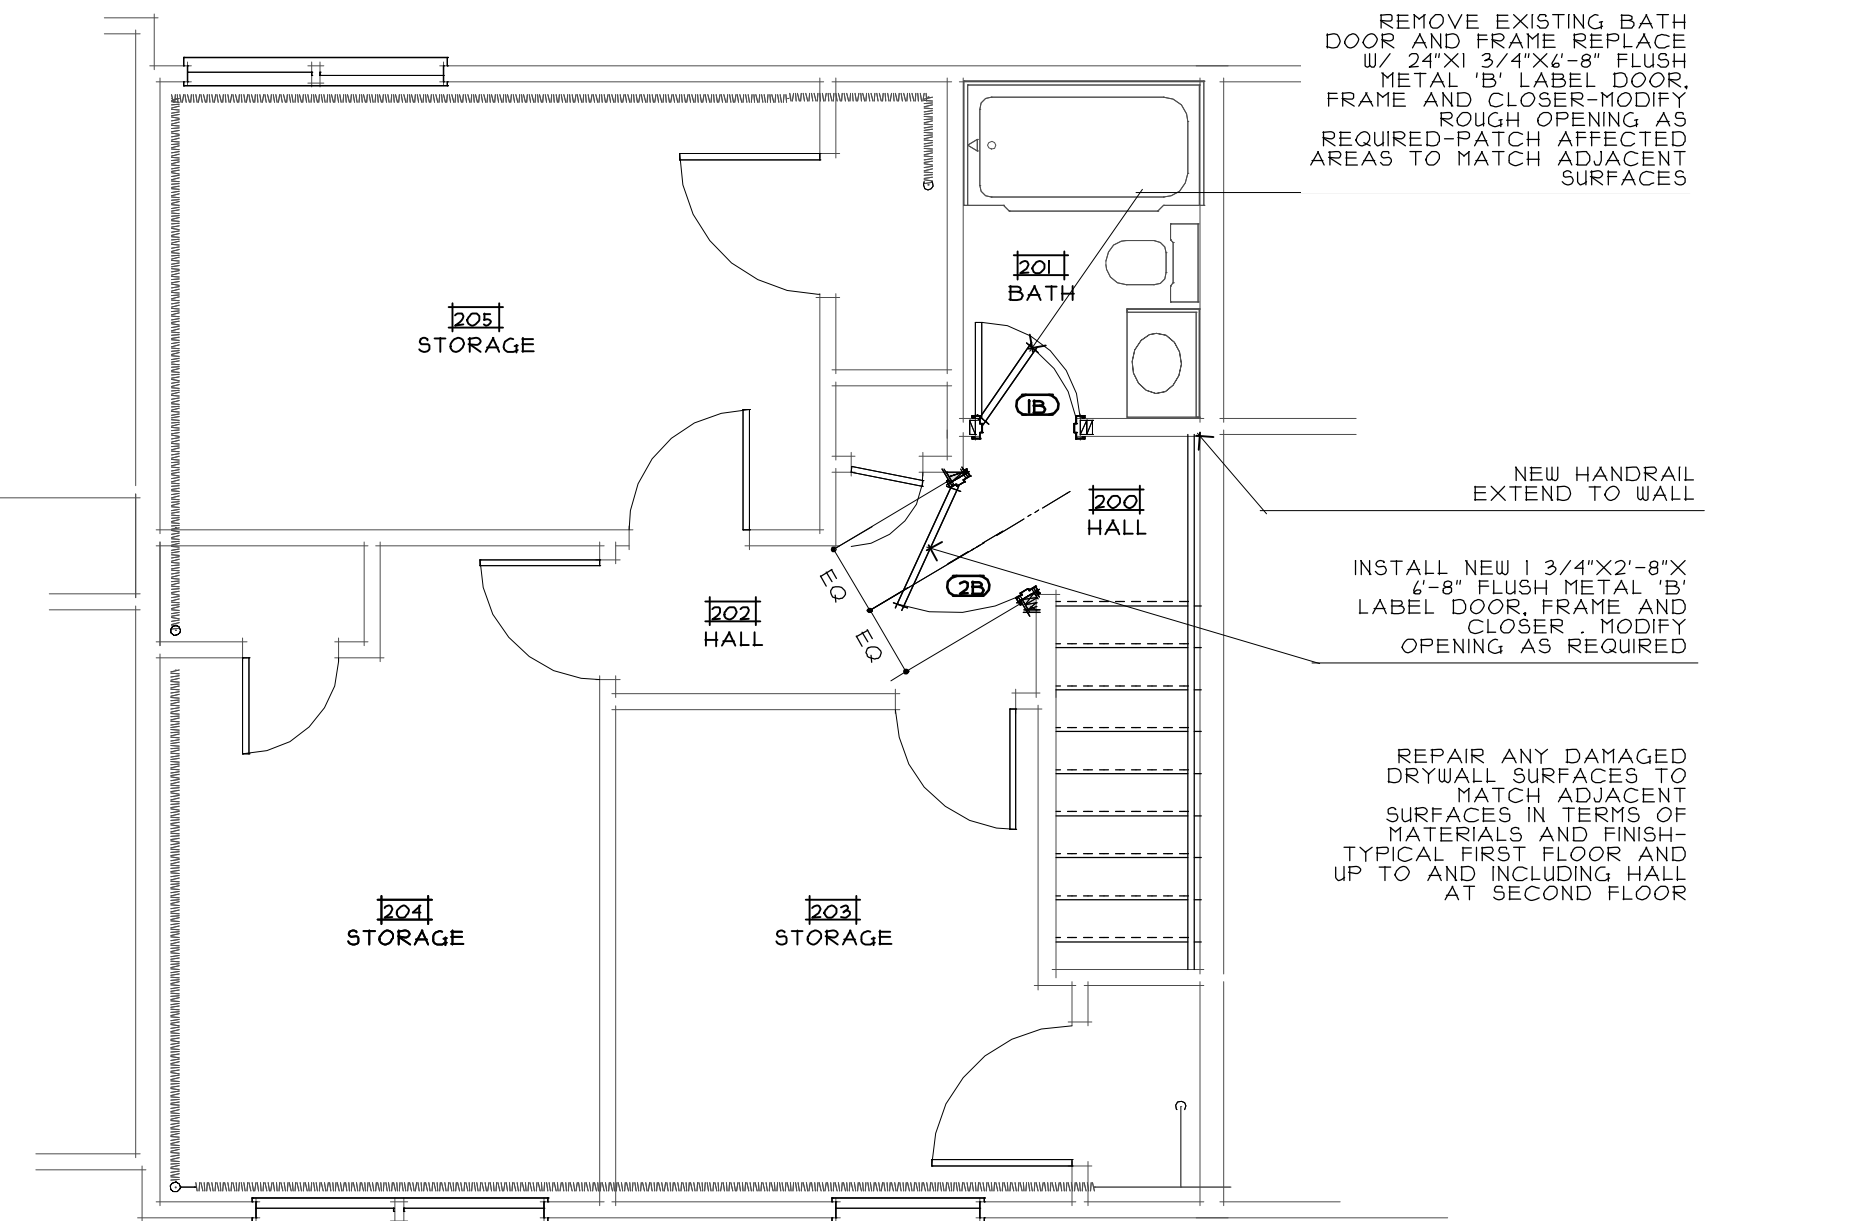 REMOVE EXISTING BATH
DOOR AND FRAME REPLACE
W/ 24"X1 3/4"X6'-8" FLUSH
METAL 'B' LABEL DOOR,
FRAME AND CLOSER-MODIFY
ROUGH OPENING AS
REQUIRED-PATCH AFFECTED
AREAS TO MATCH ADJACENT
SURFACES
201
BATH
205
STORAGE
1B
NEW HANDRAIL
EXTEND TO WALL
200
HALL
INSTALL NEW 1 3/4"X2'-8"X
6'-8" FLUSH METAL 'B'
LABEL DOOR, FRAME AND
CLOSER . MODIFY
OPENING AS REQUIRED
EQ
2B
202
HALL
EQ
REPAIR ANY DAMAGED
DRYWALL SURFACES TO
MATCH ADJACENT
SURFACES IN TERMS OF
MATERIALS AND FINISH-
TYPICAL FIRST FLOOR AND
UP TO AND INCLUDING HALL
AT SECOND FLOOR
204
STORAGE
203
STORAGE